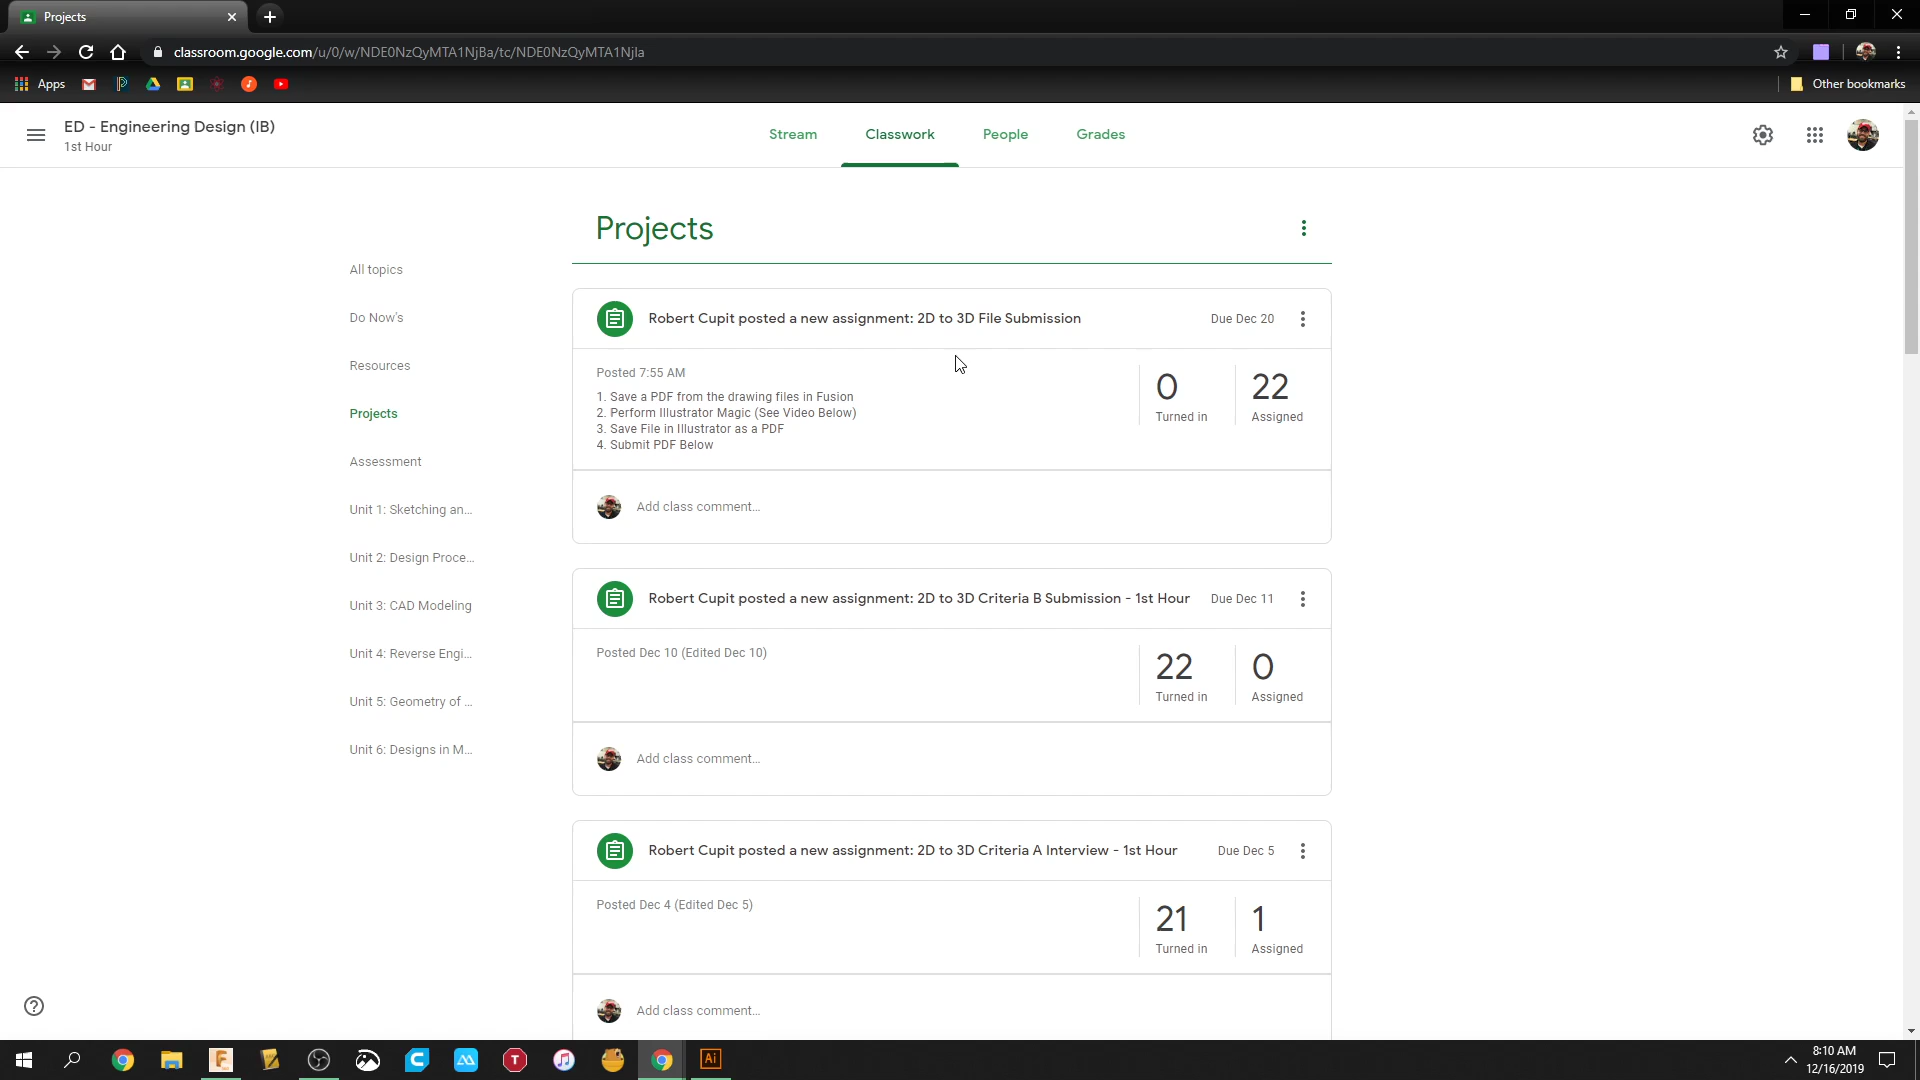 Projects
classroom.google.com/u/0/w/NDE0NzQyMTA1NjBa/tc/NDE0NzQyMTA1Njla
Apps
Other bookmarks
ED - Engineering Design (IB)
1st Hour
Stream
Classwork
People
Grades
Projects
All topics
Do Now's
Resources
Projects
Assessment
Unit 1: Sketching an...
Unit 2: Design Proce...
Unit 3: CAD Modeling
Unit 4: Reverse Engi...
Unit 5: Geometry of ...
Unit 6: Designs in M...
Robert Cupit posted a new assignment: 2D to 3D File Submission
Due Dec 20
Posted 7:55 AM
1. Save a PDF from the drawing files in Fusion
2. Perform Illustrator Magic (See Video Below)
3. Save File in Illustrator as a PDF
4. Submit PDF Below
0
Turned in
22
Assigned
Add class comment...
Robert Cupit posted a new assignment: 2D to 3D Criteria B Submission - 1st Hour
Due Dec 11
Posted Dec 10 (Edited Dec 10)
22
Turned in
0
Assigned
Add class comment...
Robert Cupit posted a new assignment: 2D to 3D Criteria A Interview - 1st Hour
Due Dec 5
Posted Dec 4 (Edited Dec 5)
21
Turned in
1
Assigned
Add class comment...
8:10 AM
12/16/2019